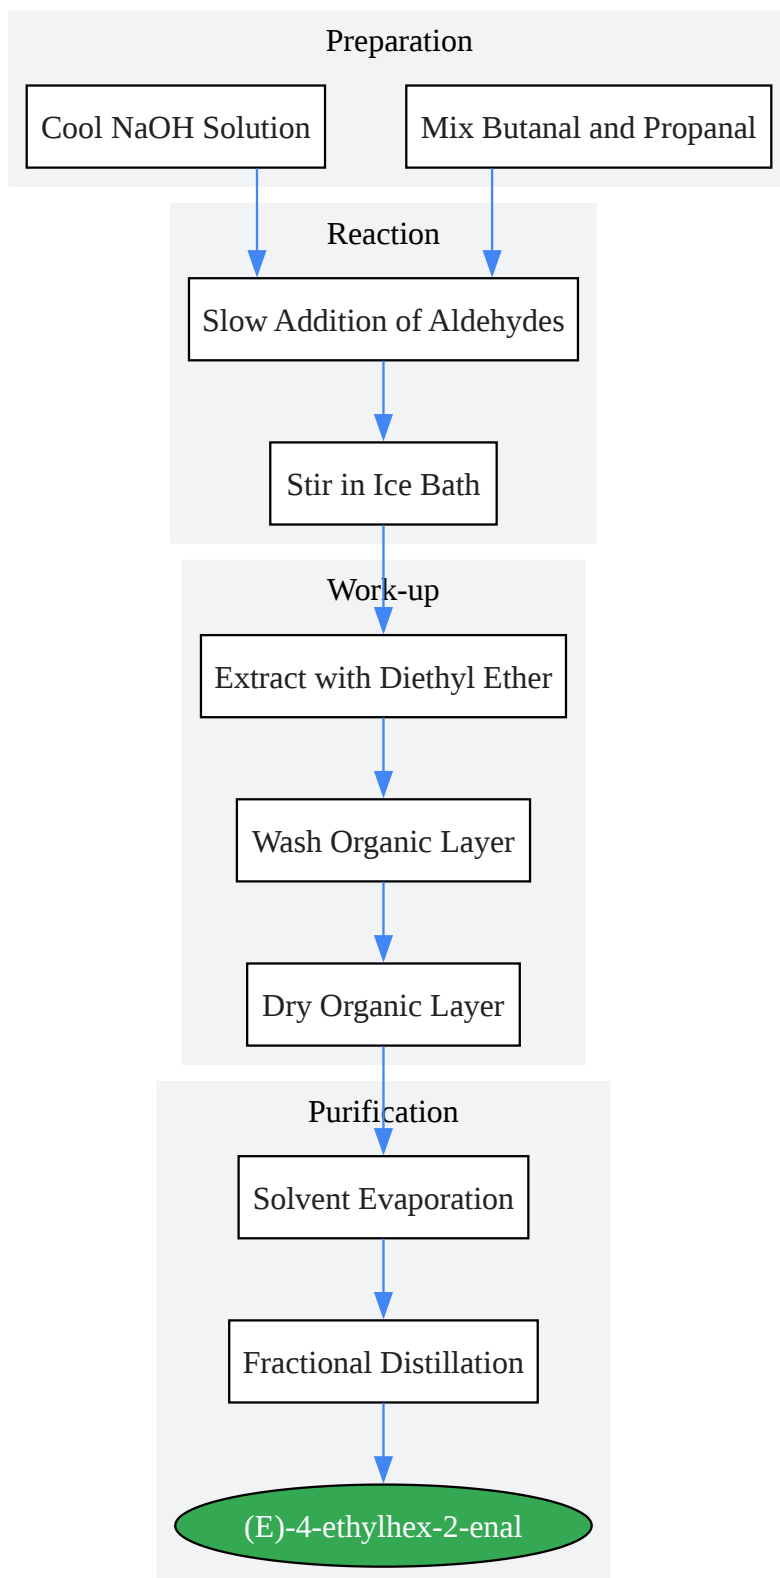 Preparation
Cool NaOH Solution
Mix Butanal and Propanal
Reaction
Slow Addition of Aldehydes
Stir in Ice Bath
Work-up
Extract with Diethyl Ether
Wash Organic Layer
Dry Organic Layer
Purification
Solvent Evaporation
Fractional Distillation
(E)-4-ethylhex-2-enal